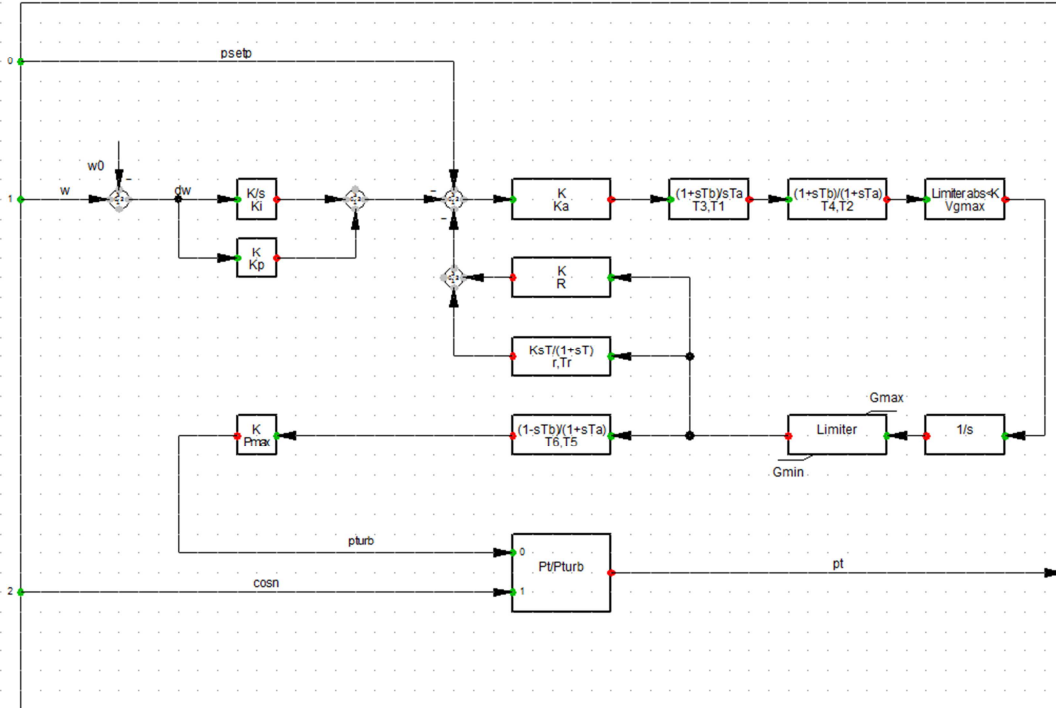 psetp
0
w0
−
w
1
dw
K/s
Ki
K
Kp
−
−
K
Ka
(1+sTb)/sTa
T3,T1
(1+sTb)/(1+sTa)
T4,T2
Limiter abs<K
Vgmax
K
R
KsT/(1+sT)
r,Tr
Gmax
K
Pmax
(1-sTb)/(1+sTa)
T6,T5
Limiter
1/s
Gmin
pturb
0
Pt/Pturb
pt
cosn
2
1